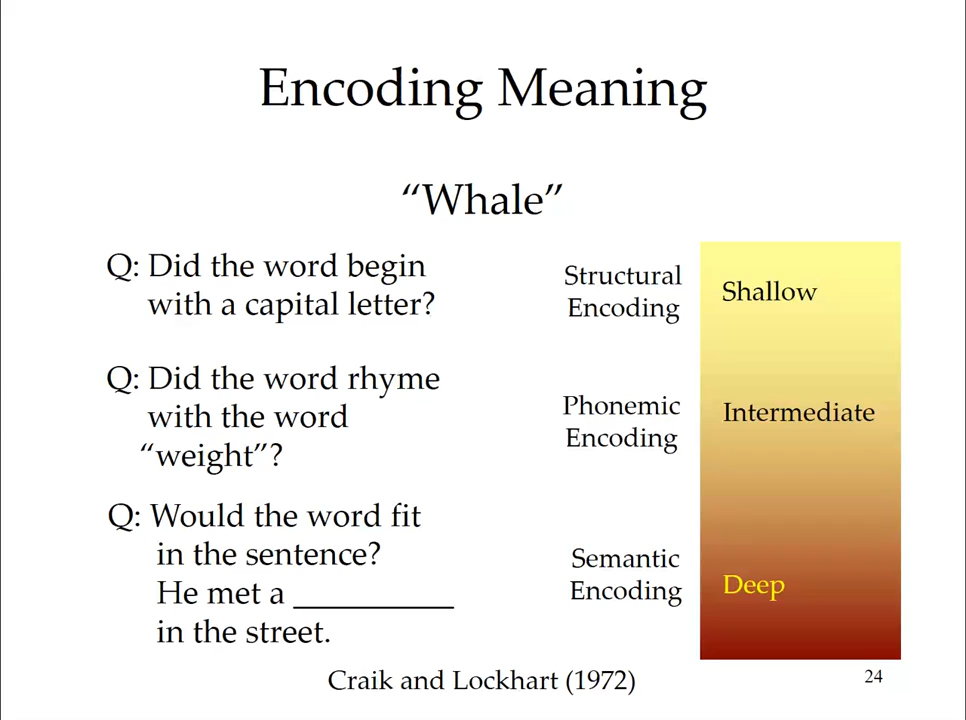 Encoding Meaning
“Whale”
Q: Did the word begin
with a capital letter?
Structural
Encoding
Shallow
Q: Did the word rhyme
with the word
“weight”?
Phonemic
Encoding
Intermediate
Q: Would the word fit
in the sentence?
He met a __________
in the street.
Semantic
Encoding
Deep
Craik and Lockhart (1972)
24